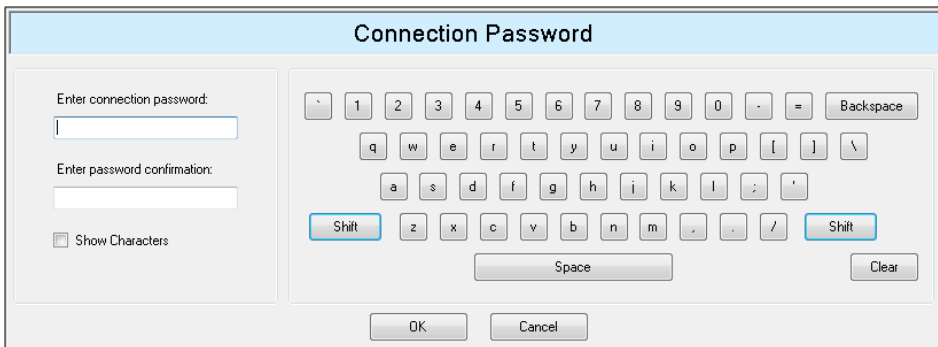 Connection Password
Enter connection password:
Enter password confirmation:
Show Characters
` 1 2 3 4 5 6 7 8 9 0 - = Backspace
q w e r t y u i o p [ ] \
a s d f g h j k l ; '
Shift z x c v b n m , . / Shift
Space Clear
OK Cancel